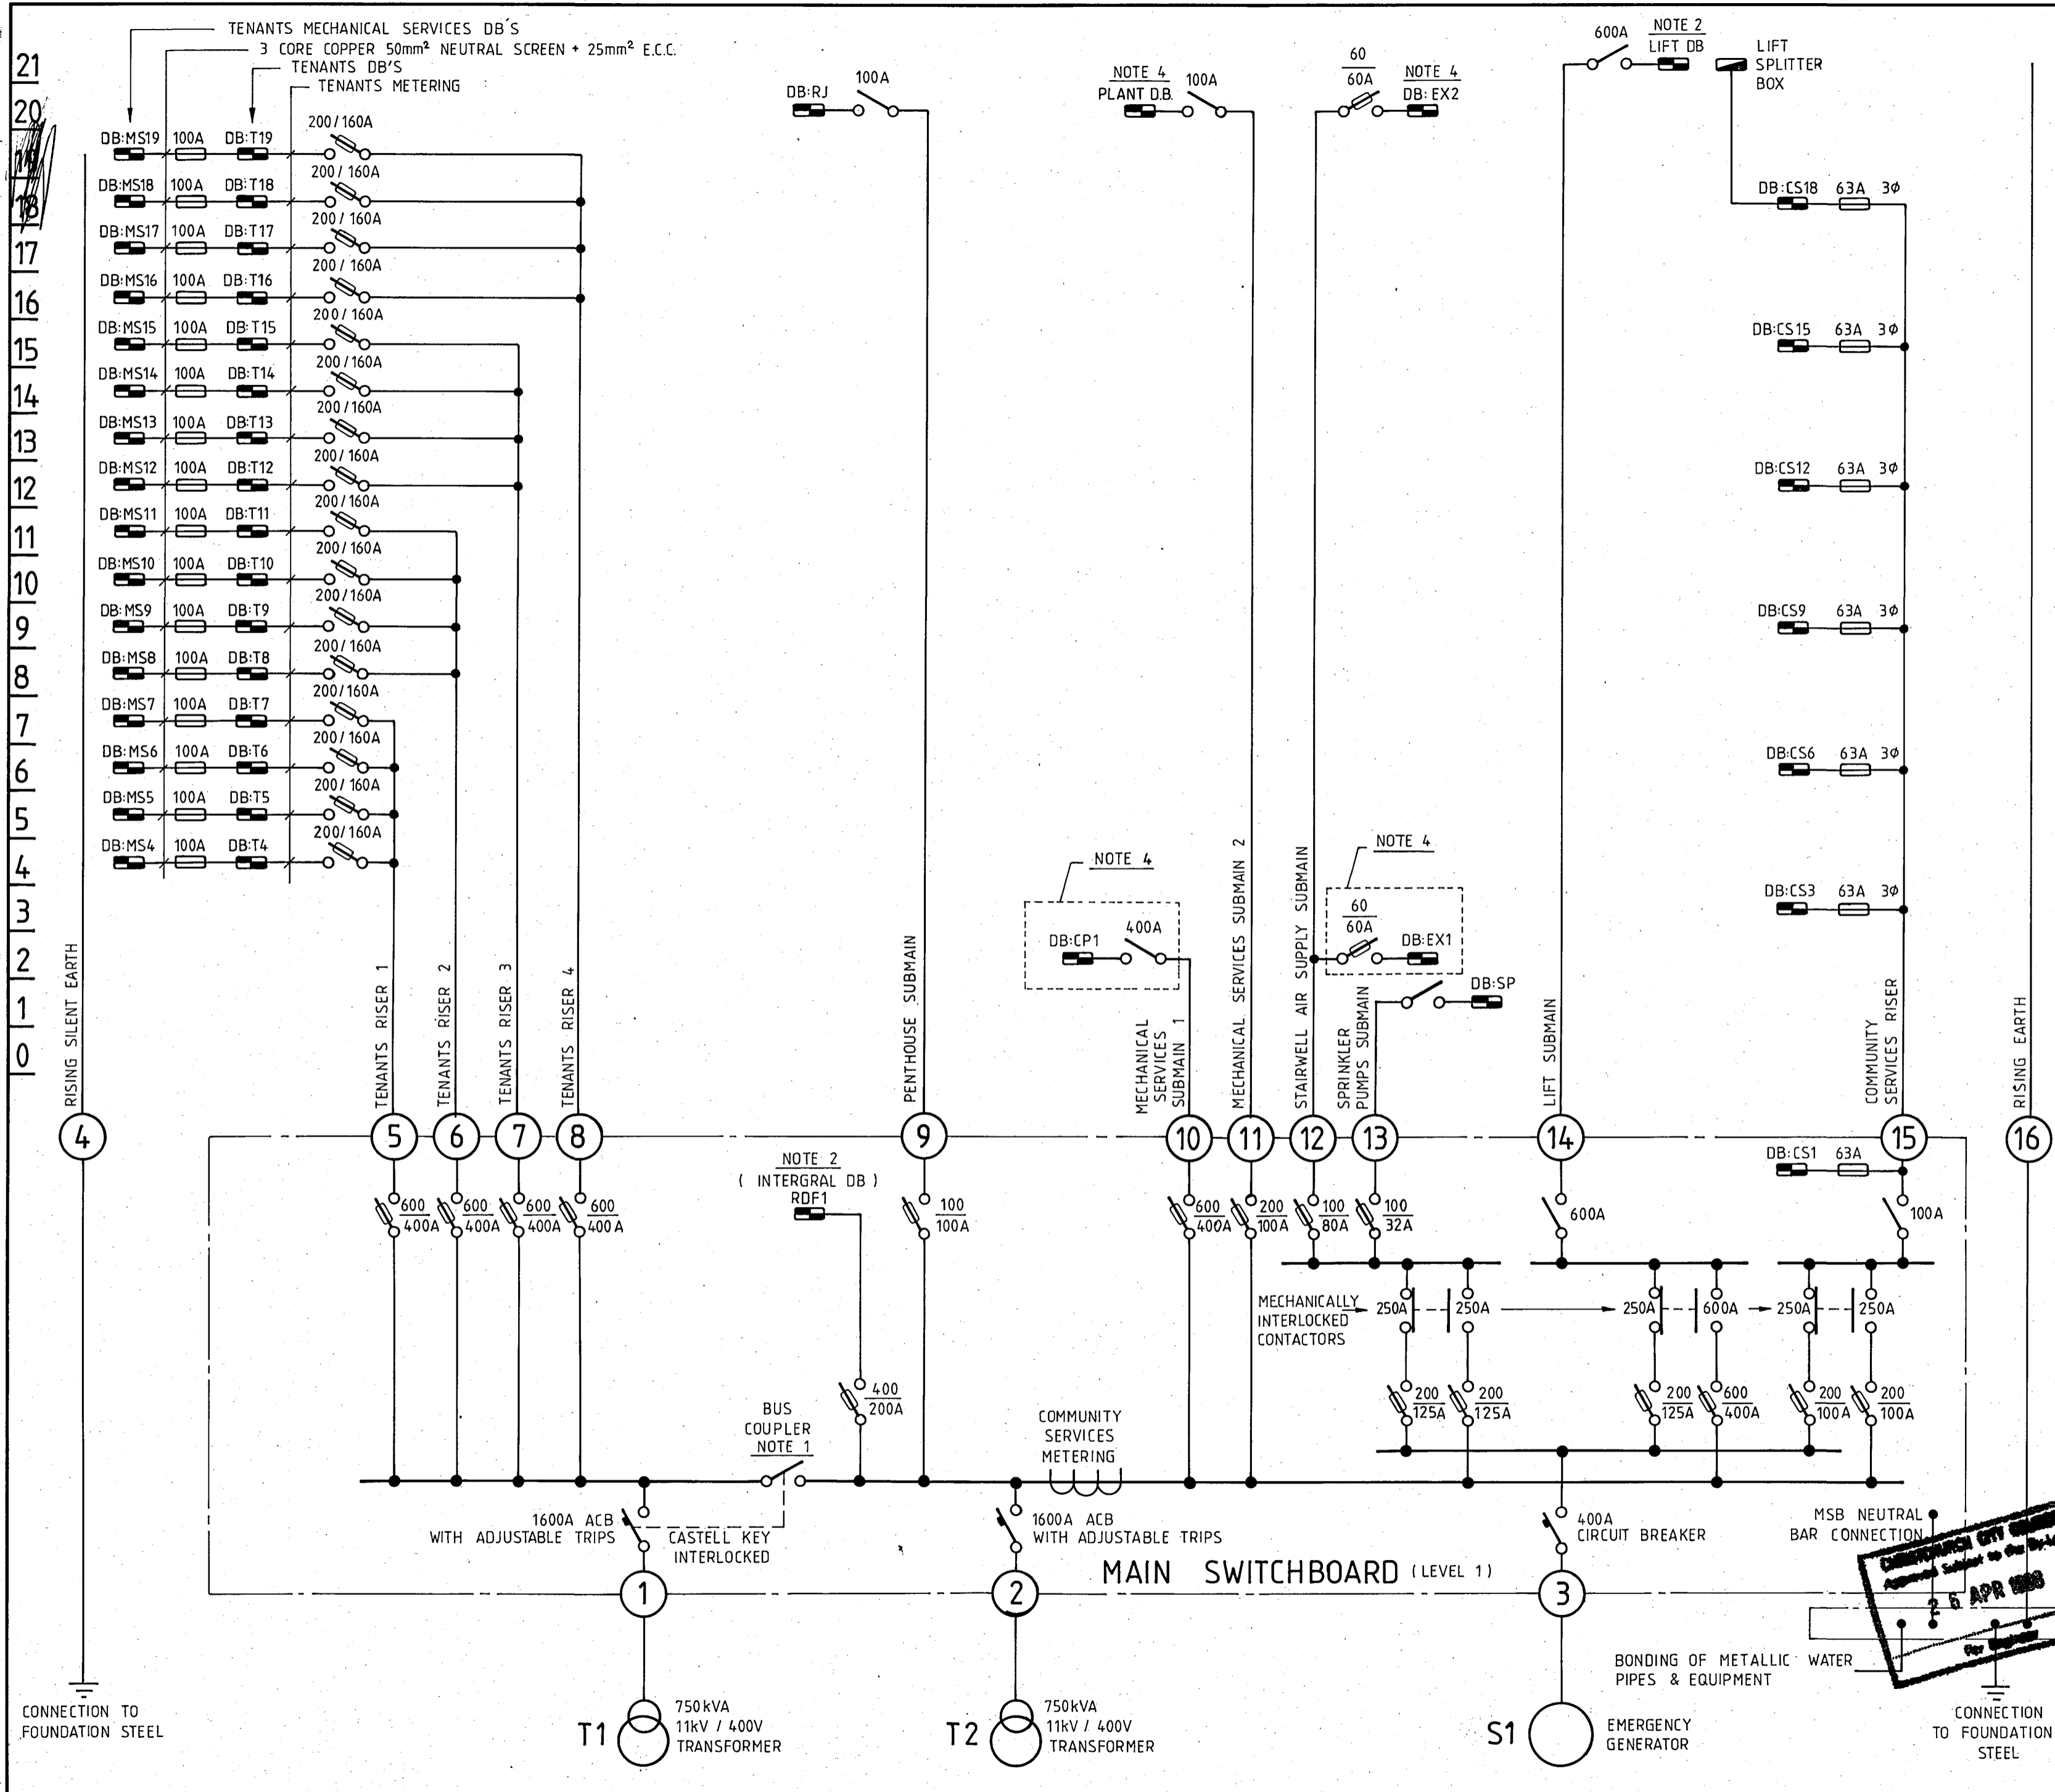 TENANTS MECHANICAL SERVICES DB'S
3 CORE COPPER 50mm² NEUTRAL SCREEN + 25mm² E.C.C.
TENANTS DB'S
TENANTS METERING
21
20
19
18
17
16
15
14
13
12
11
10
9
8
7
6
5
4
3
2
1
0
DB:MS19 100A DB:T19 200/160A
DB:MS18 100A DB:T18 200/160A
DB:MS17 100A DB:T17 200/160A
DB:MS16 100A DB:T16 200/160A
DB:MS15 100A DB:T15 200/160A
DB:MS14 100A DB:T14 200/160A
DB:MS13 100A DB:T13 200/160A
DB:MS12 100A DB:T12 200/160A
DB:MS11 100A DB:T11 200/160A
DB:MS10 100A DB:T10 200/160A
DB:MS9 100A DB:T9 200/160A
DB:MS8 100A DB:T8 200/160A
DB:MS7 100A DB:T7 200/160A
DB:MS6 100A DB:T6 200/160A
DB:MS5 100A DB:T5 200/160A
DB:MS4 100A DB:T4 200/160A
DB:RJ 100A
NOTE 4
PLANT D.B. 100A
60
60A
NOTE 4
DB:EX2
600A
NOTE 2
LIFT DB
LIFT
SPLITTER
BOX
DB:CS18 63A 3φ
DB:CS15 63A 3φ
DB:CS12 63A 3φ
DB:CS9 63A 3φ
DB:CS6 63A 3φ
DB:CS3 63A 3φ
NOTE 4
DB:CP1 400A
NOTE 4
60
60A
DB:EX1
DB:SP
RISING SILENT EARTH
TENANTS RISER 1
TENANTS RISER 2
TENANTS RISER 3
TENANTS RISER 4
PENTHOUSE SUBMAIN
MECHANICAL
SERVICES
SUBMAIN 1
MECHANICAL SERVICES SUBMAIN 2
STAIRWELL AIR SUPPLY SUBMAIN
SPRINKLER
PUMPS SUBMAIN
LIFT SUBMAIN
COMMUNITY
SERVICES RISER
RISING EARTH
4
5
6
7
8
9
10
11
12
13
14
15
16
NOTE 2
( INTERGRAL DB )
RDF1
DB:CS1 63A
600
400A
600
400A
600
400A
600
400A
100
100A
600
400A
200
100A
100
80A
100
32A
600A
100A
MECHANICALLY
INTERLOCKED
CONTACTORS
250A
250A
250A
600A
250A
250A
400
200A
200
125A
200
125A
200
125A
600
400A
200
100A
200
100A
BUS
COUPLER
NOTE 1
COMMUNITY
SERVICES
METERING
1600A ACB
WITH ADJUSTABLE TRIPS
CASTELL KEY
INTERLOCKED
1600A ACB
WITH ADJUSTABLE TRIPS
400A
CIRCUIT BREAKER
MSB NEUTRAL
BAR CONNECTION
MAIN SWITCHBOARD ( LEVEL 1 )
1
2
3
CHRISTCHURCH CITY
Approved Subject to the
6 APR 1988
For Engineer
BONDING OF METALLIC WATER
PIPES & EQUIPMENT
CONNECTION TO
FOUNDATION STEEL
T1
750kVA
11kV / 400V
TRANSFORMER
T2
750kVA
11kV / 400V
TRANSFORMER
S1
EMERGENCY
GENERATOR
CONNECTION
TO FOUNDATION
STEEL